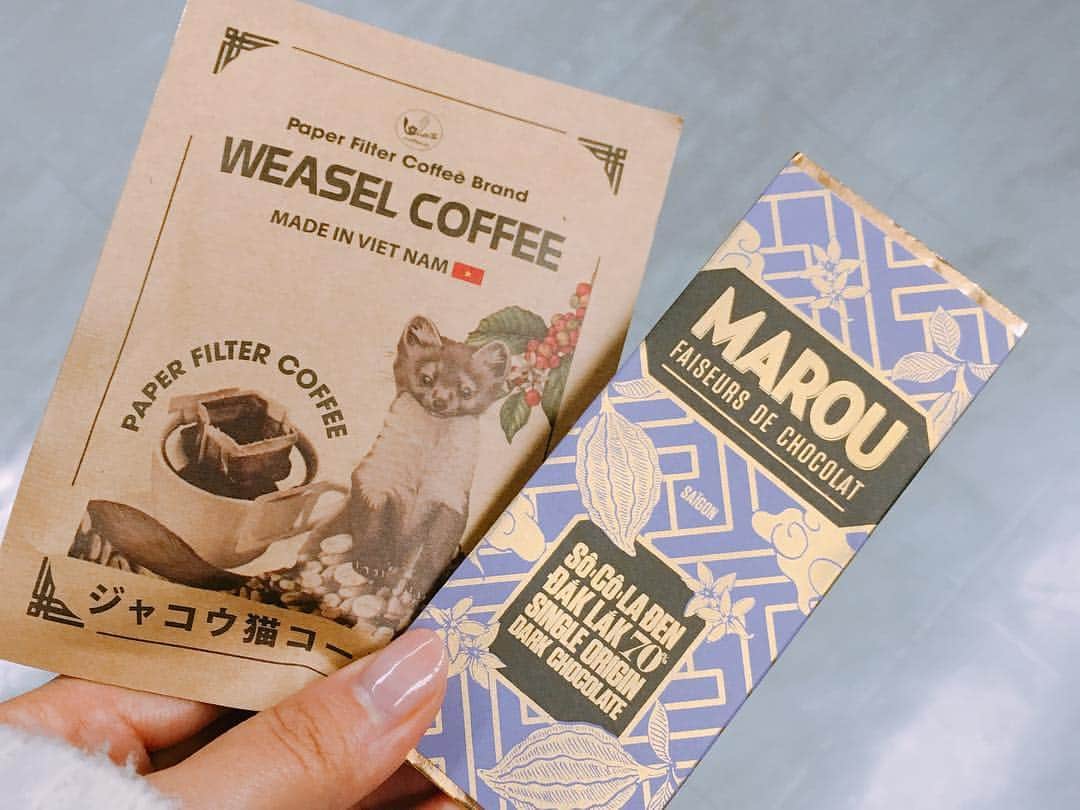 Paper Filter Coffee Brand
WEASEL COFFEE
MADE IN VIET NAM
PAPER FILTER COFFEE
ジャコウ猫コー
MAROU
FAISEURS DE CHOCOLAT
SAÏGON
SÔ-CÔ-LA ĐEN
ĐẮK LẮK 70%
SINGLE ORIGIN
DARK CHOCOLATE